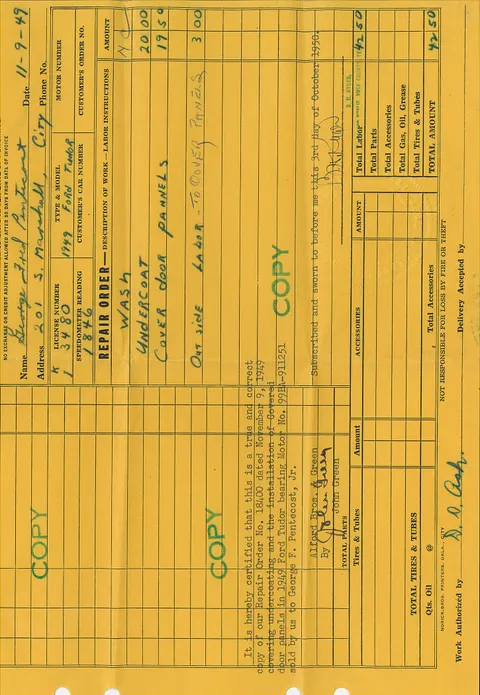 NO DECREASE OR CREDIT ADJUSTMENT ALLOWED AFTER 30 DAYS FROM DATE OF INVOICE
Name George Fred Pentecost Date 11-9-49
Address 201 S. Marshall, City Phone No.
LICENSE NUMBER TYPE & MODEL MOTOR NUMBER
K
1 3480 1949 FORD TUDOR
SPEEDOMETER READING CUSTOMER'S CAR NUMBER CUSTOMER'S ORDER NO.
1846
REPAIR ORDER—DESCRIPTION OF WORK - LABOR INSTRUCTIONS AMOUNT
WASH NC
UNDERCOAT 20 00
COVER DOOR PANNELS 19 50
OUT SIDE LABOR - TO COVER PANELS 3 00
COPY
COPY
COPY
It is hereby certified that this is a true and correct
copy of our Repair Order No. 18400 dated November 9, 1949
covering undercoating and the installation of Covered
door panels in 1949 Ford Tudor bearing Motor No. 99BA-911251
sold by us to George F. Pentecost, Jr.
Alford Bros. & Green
By John Green
John Green
Subscribed and sworn to before me this 3rd day of October 1950.
TOTAL PARTS
Tires & Tubes Amount ACCESSORIES AMOUNT
Total Labor 42 50
Total Parts
Total Accessories
Total Gas, Oil, Grease
Total Tires & Tubes
TOTAL AMOUNT 42 50
TOTAL TIRES & TUBES
Qts. Oil @ Total Accessories
NOT RESPONSIBLE FOR LOSS BY FIRE OR THEFT
Work Authorized by D. D. Ash. Delivery Accepted by